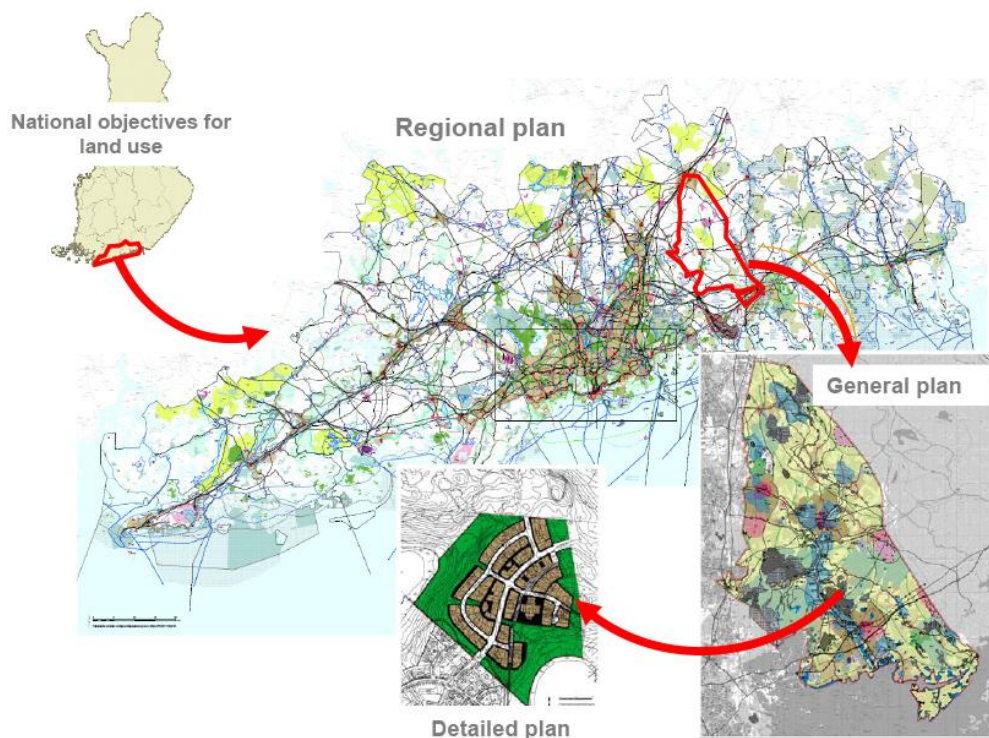 National objectives for
land use
Regional plan
General plan
Detailed plan